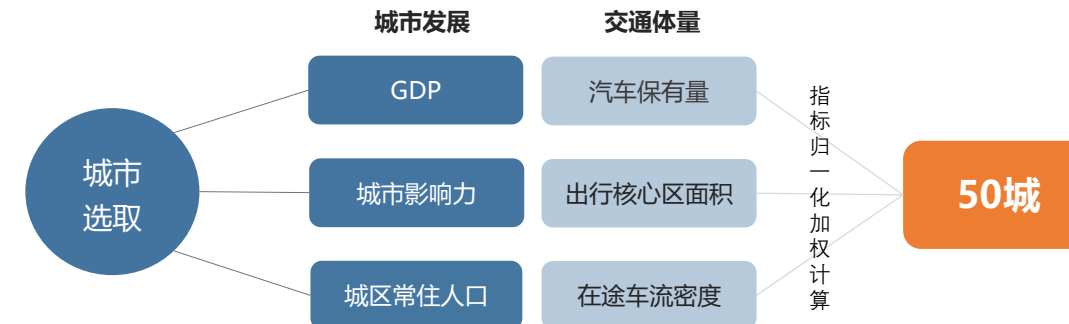 城市发展
交通体量
城市
选取
GDP
汽车保有量
城市影响力
出行核心区面积
城区常住人口
在途车流密度
指标归一化加权计算
50城